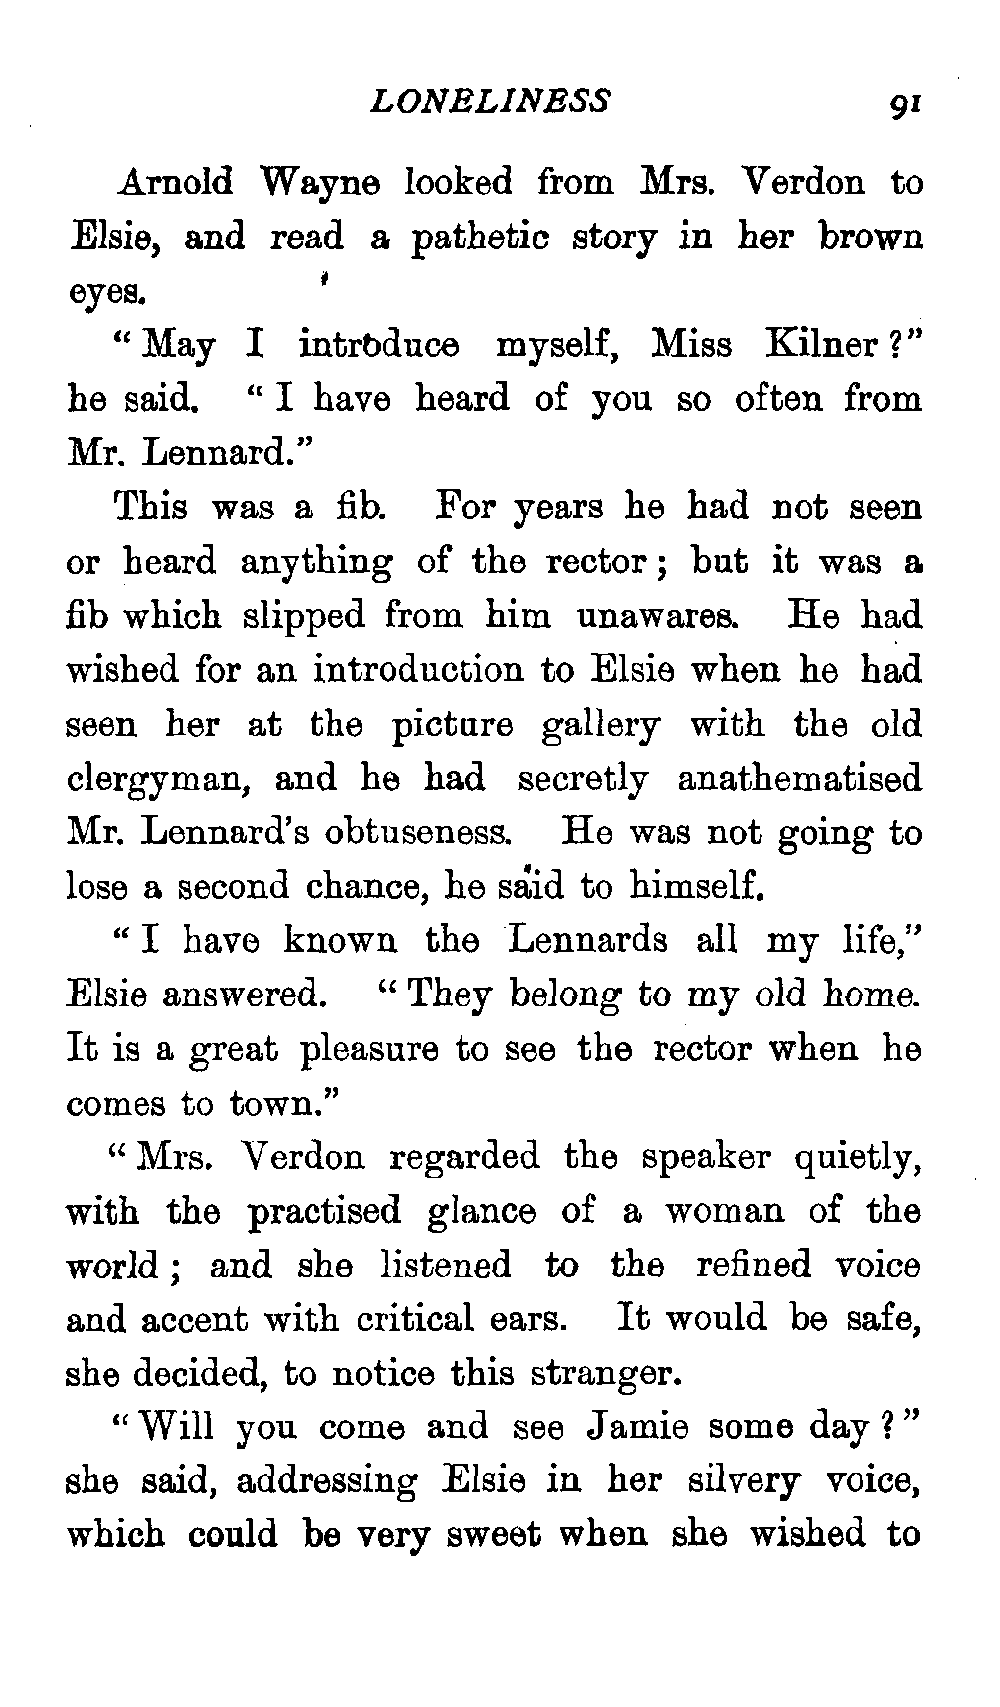 LONELINESS 91
Arnold Wayne looked from Mrs. Verdon to
Elsie, and read a pathetic story in her brown
eyes.
“ May I introduce myself, Miss Kilner ?”
he said. “ I have heard of you so often from
Mr. Lennard.”
This was a fib. For years he had not seen
or heard anything of the rector ; but it was a
fib which slipped from him unawares. He had
wished for an introduction to Elsie when he had
seen her at the picture gallery with the old
clergyman, and he had secretly anathematised
Mr. Lennard’s obtuseness. He was not going to
lose a second chance, he said to himself.
“ I have known the Lennards all my life,”
Elsie answered. “ They belong to my old home.
It is a great pleasure to see the rector when he
comes to town.”
“ Mrs. Verdon regarded the speaker quietly,
with the practised glance of a woman of the
world ; and she listened to the refined voice
and accent with critical ears. It would be safe,
she decided, to notice this stranger.
“ Will you come and see Jamie some day ? ”
she said, addressing Elsie in her silvery voice,
which could be very sweet when she wished to